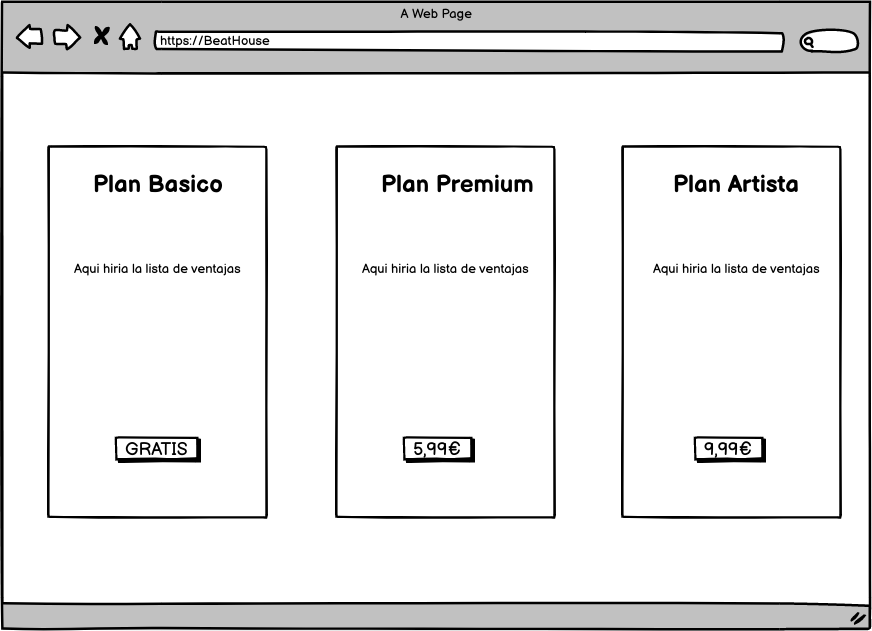 A Web Page
https://BeatHouse
Plan Basico
Aqui hiria la lista de ventajas
GRATIS
Plan Premium
Aqui hiria la lista de ventajas
5,99€
Plan Artista
Aqui hiria la lista de ventajas
9,99€